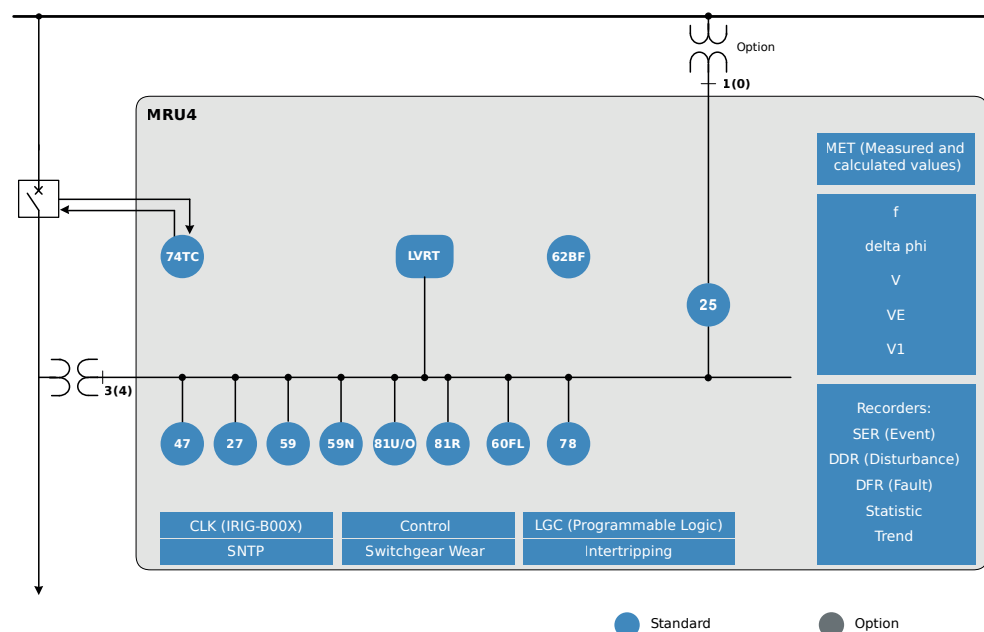 Option
1(0)
MRU4
MET (Measured and
calculated values)
f
delta phi
V
VE
V1
74TC
LVRT
62BF
25
3(4)
47
27
59
59N
81U/O
81R
60FL
78
Recorders:
SER (Event)
DDR (Disturbance)
DFR (Fault)
Statistic
Trend
CLK (IRIG-B00X)
Control
LGC (Programmable Logic)
SNTP
Switchgear Wear
Intertripping
Standard
Option